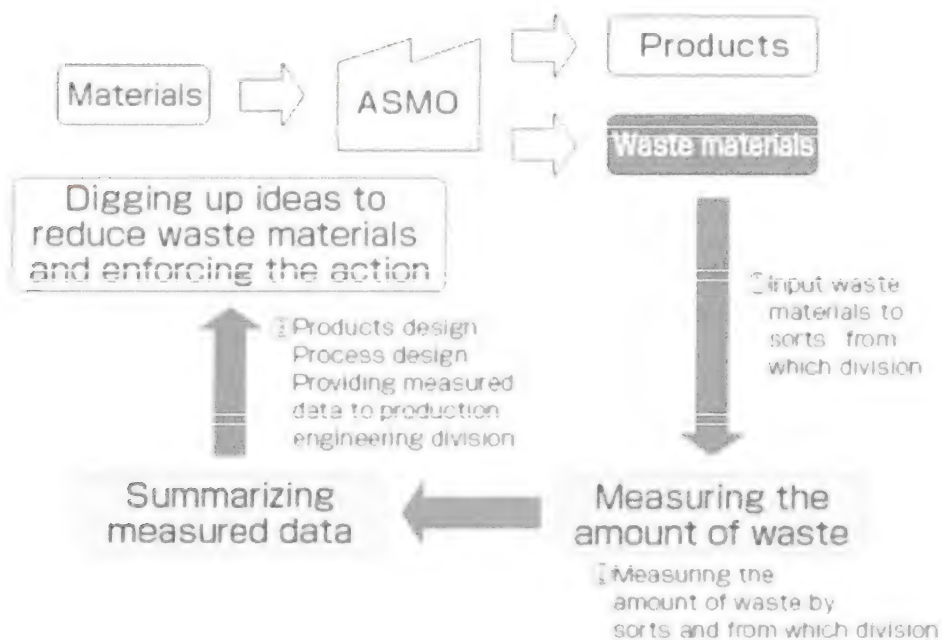 Materials
ASMO
Products
Waste materials
Digging up ideas to
reduce waste materials
and enforcing the action
Input waste
materials to
sorts from
which division
Products design
Process design
Providing measured
data to production
engineering division
Summarizing
measured data
Measuring the
amount of waste
Measuring the
amount of waste by
sorts and from which division